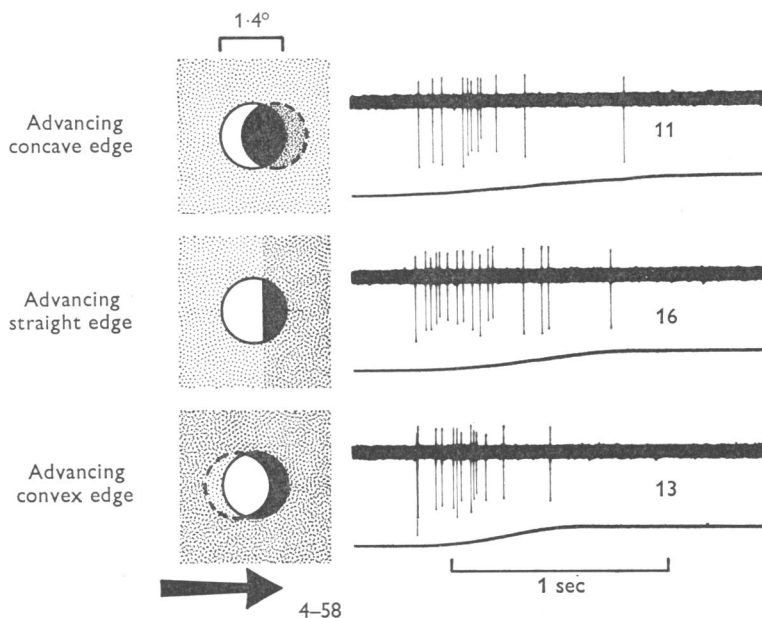 1·4°
Advancing
concave edge
11
Advancing
straight edge
16
Advancing
convex edge
13
1 sec
4–58